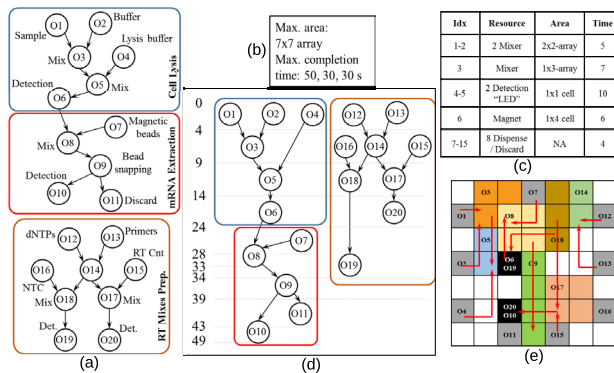 O1
O2
Buffer
Sample
Lysis buffer
Mix
O3
O4
O5
Mix
Detection
O6
Cell Lysis
O7
Magnetic
beads
Mix
O8
Bead
snapping
O9
Detection
O10
O11
Discard
mRNA Extraction
dNTPs
O12
O13
Primers
RT Cnt
O16
O14
O15
NTC
Mix
O18
O17
Mix
Det.
Det.
O19
O20
RT Mixes Prep.
(a)
(b)
Max. area:
7x7 array
Max. completion
time: 50, 30, 30 s
0
4
9
14
24
28
33
34
39
43
49
O1
O2
O4
O3
O5
O6
O7
O8
O9
O11
O10
O12
O13
O16
O14
O15
O18
O17
O20
O19
(d)
Idx Resource Area Time
1-2 2 Mixer 2x2-array 5
3 Mixer 1x3-array 7
4-5 2 Detection "LED" 1x1 cell 10
6 Magnet 1x4 cell 6
7-15 8 Dispense / Discard NA 4
(c)
O3
O7
O14
O1
O8
O12
O5
O18
O2
O6
O19
O9
O13
O17
O4
O20
O10
O16
O11
O15
(e)